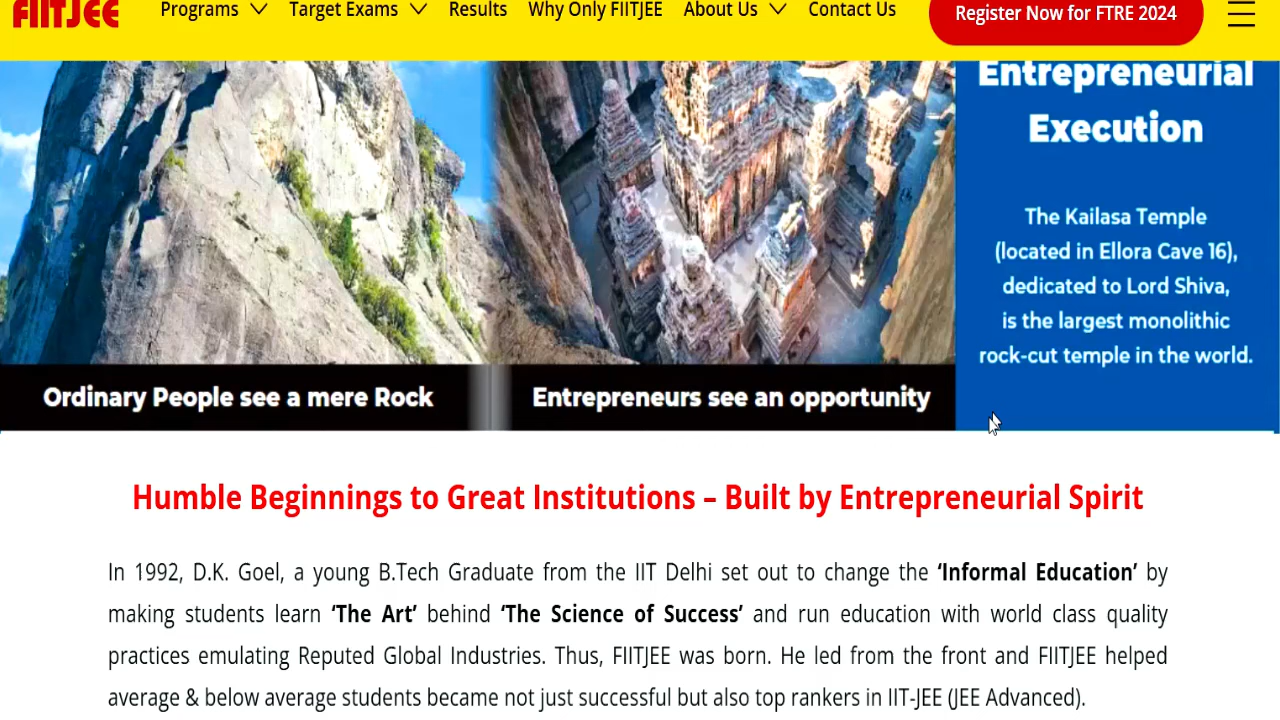 FIITJEE Programs Target Exams Results Why Only FIITJEE About Us Contact Us Register Now for FTRE 2024
Entrepreneurial
Execution
The Kailasa Temple
(located in Ellora Cave 16),
dedicated to Lord Shiva,
is the largest monolithic
rock-cut temple in the world.
Ordinary People see a mere Rock
Entrepreneurs see an opportunity
Humble Beginnings to Great Institutions – Built by Entrepreneurial Spirit
In 1992, D.K. Goel, a young B.Tech Graduate from the IIT Delhi set out to change the ‘Informal Education’ by
making students learn ‘The Art’ behind ‘The Science of Success’ and run education with world class quality
practices emulating Reputed Global Industries. Thus, FIITJEE was born. He led from the front and FIITJEE helped
average & below average students became not just successful but also top rankers in IIT-JEE (JEE Advanced).